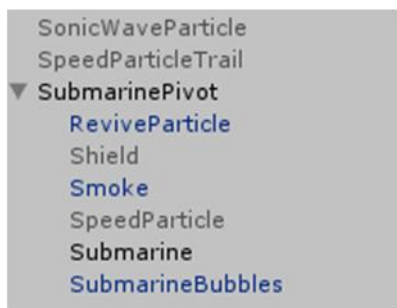 SonicWaveParticle
SpeedParticleTrail
SubmarinePivot
ReviveParticle
Shield
Smoke
SpeedParticle
Submarine
SubmarineBubbles